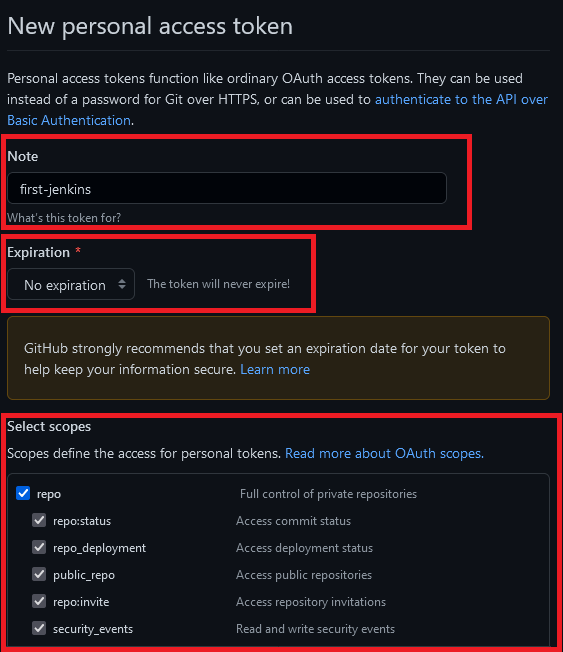 New personal access token
Personal access tokens function like ordinary OAuth access tokens. They can be used
instead of a password for Git over HTTPS, or can be used to authenticate to the API over
Basic Authentication.
Note
first-jenkins
What's this token for?
Expiration *
No expiration The token will never expire!
GitHub strongly recommends that you set an expiration date for your token to
help keep your information secure. Learn more
Select scopes
Scopes define the access for personal tokens. Read more about OAuth scopes.
repo Full control of private repositories
repo:status Access commit status
repo_deployment Access deployment status
public_repo Access public repositories
repo:invite Access repository invitations
security_events Read and write security events